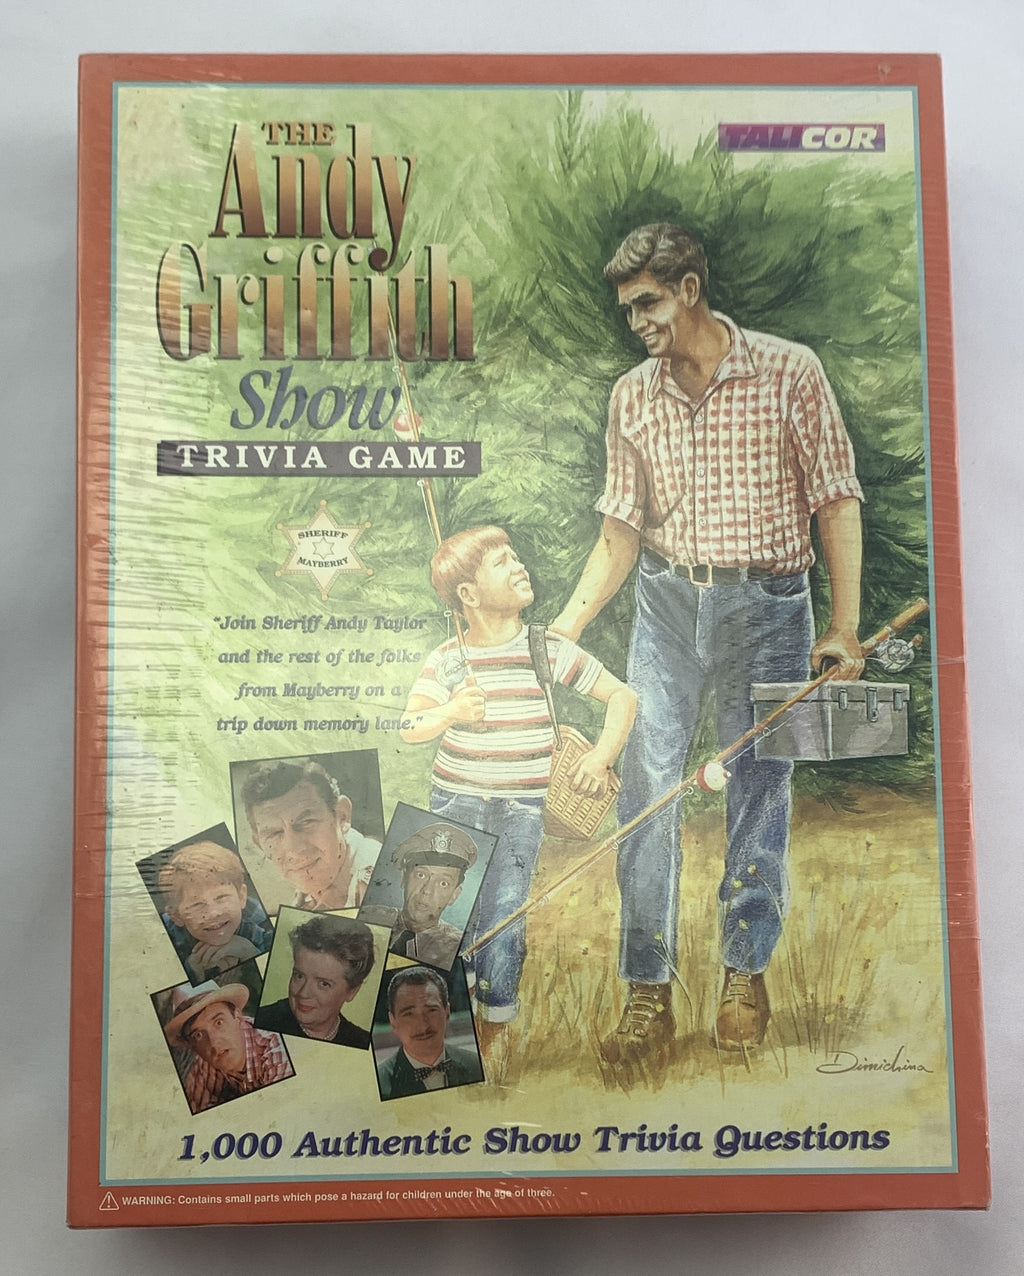 THE
Andy
Griffith
Show
TRIVIA GAME
TALICOR
SHERIFF
MAYBERRY
"Join Sheriff Andy Taylor
and the rest of the folks
from Mayberry on a
trip down memory lane."
Dimichina
1,000 Authentic Show Trivia Questions
WARNING: Contains small parts which pose a hazard for children under the age of three.